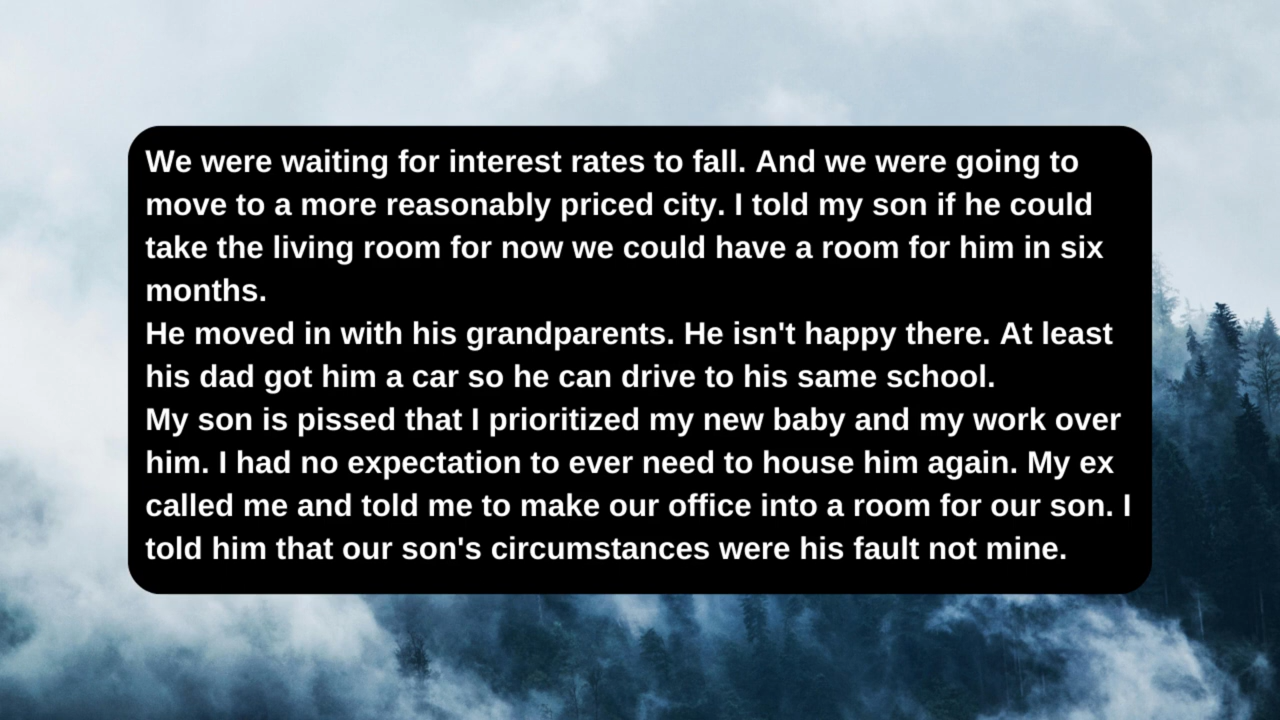 We were waiting for interest rates to fall. And we were going to
move to a more reasonably priced city. I told my son if he could
take the living room for now we could have a room for him in six
months.
He moved in with his grandparents. He isn't happy there. At least
his dad got him a car so he can drive to his same school.
My son is pissed that I prioritized my new baby and my work over
him. I had no expectation to ever need to house him again. My ex
called me and told me to make our office into a room for our son. I
told him that our son's circumstances were his fault not mine.